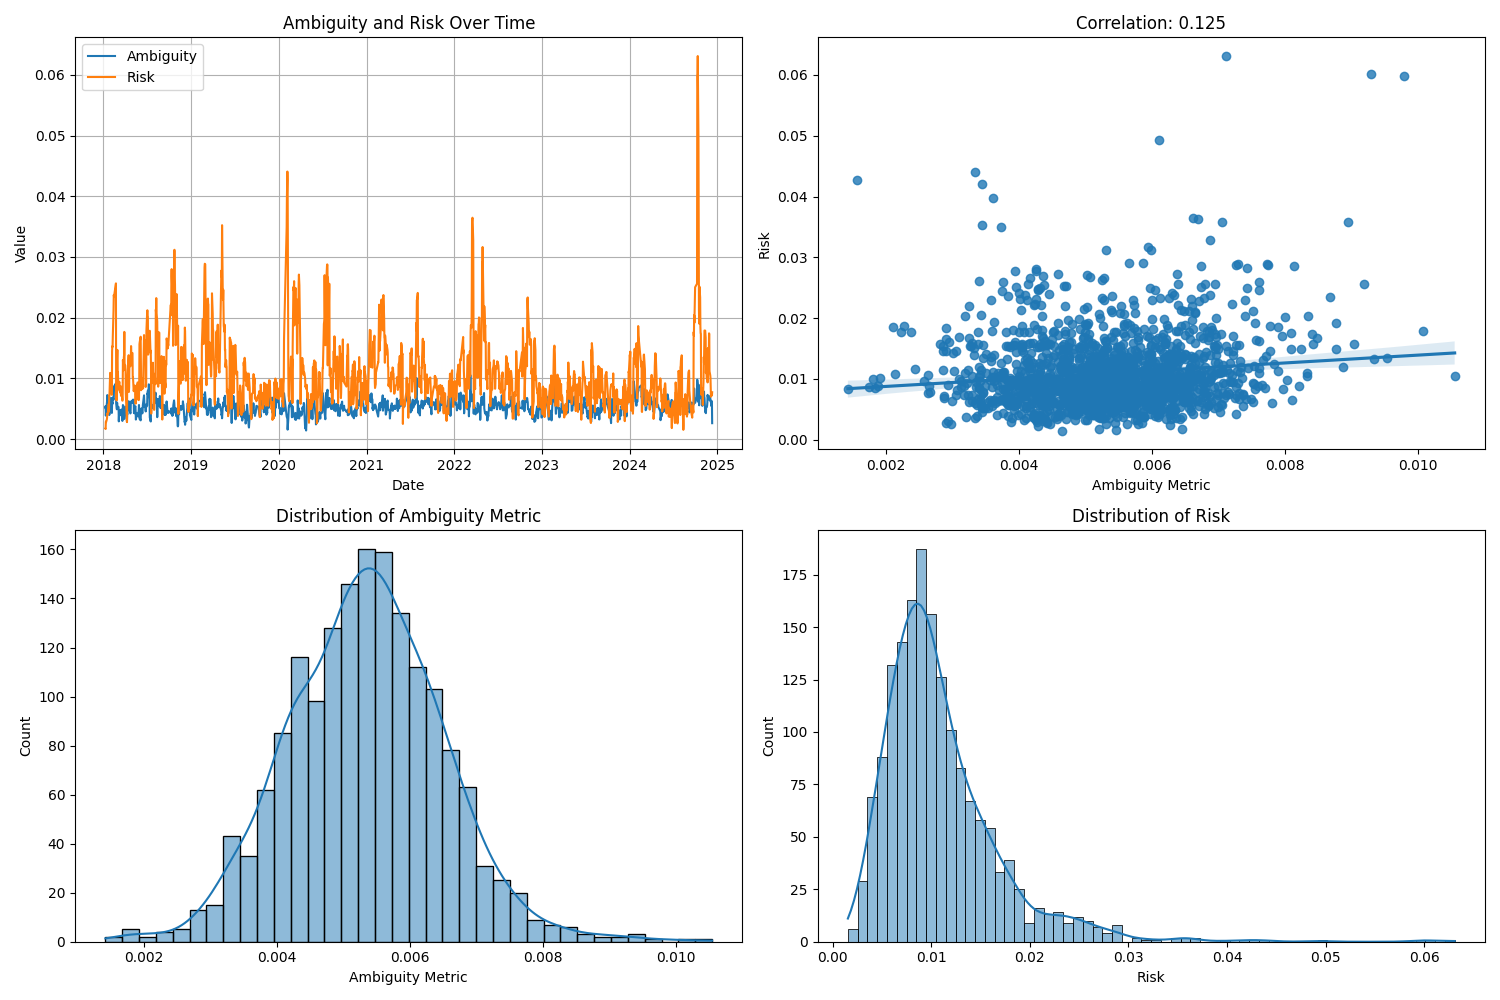 Ambiguity and Risk Over Time
Ambiguity
Risk
0.06
0.05
0.04
0.03
0.02
0.01
0.00
Value
2018 2019 2020 2021 2022 2023 2024 2025
Date
Correlation: 0.125
0.06
0.05
0.04
0.03
0.02
0.01
0.00
Risk
0.002 0.004 0.006 0.008 0.010
Ambiguity Metric
Distribution of Ambiguity Metric
160
140
120
100
80
60
40
20
0
Count
0.002 0.004 0.006 0.008 0.010
Ambiguity Metric
Distribution of Risk
175
150
125
100
75
50
25
0
Count
0.00 0.01 0.02 0.03 0.04 0.05 0.06
Risk